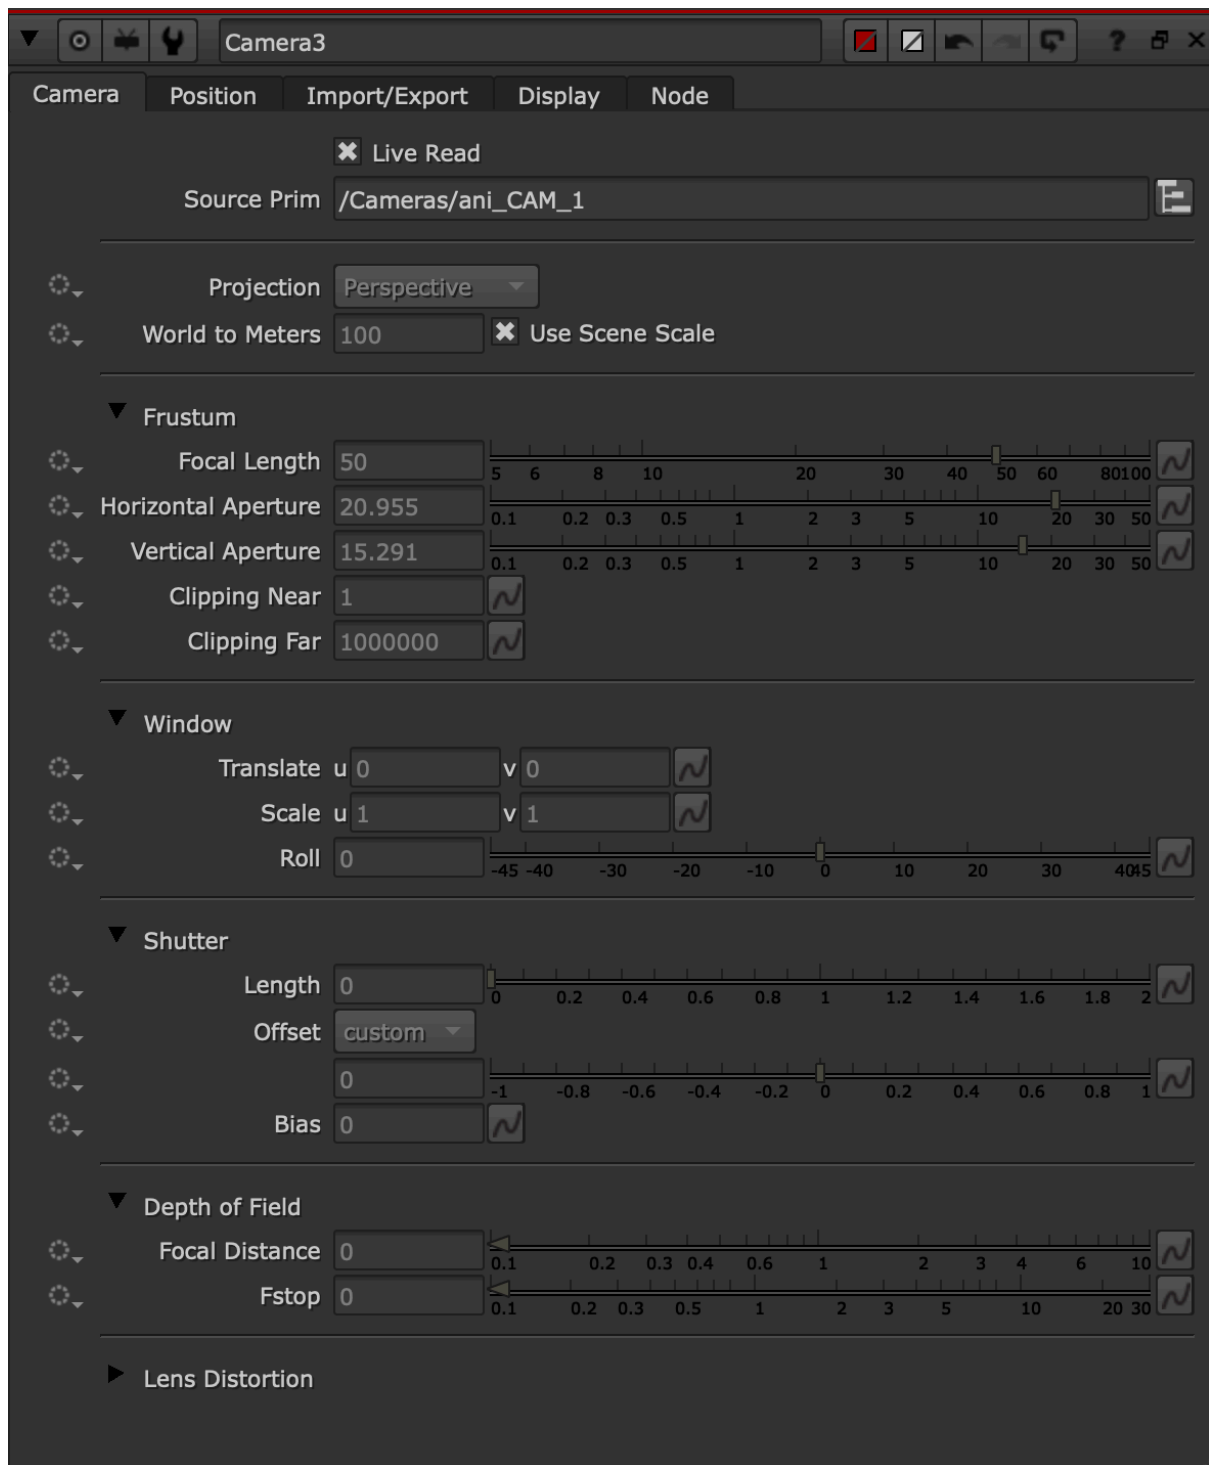 Camera3
?
Camera Position Import/Export Display Node
Live Read
Source Prim /Cameras/ani_CAM_1
Projection Perspective
World to Meters 100 Use Scene Scale
Frustum
Focal Length 50 5 6 8 10 20 30 40 50 60 80 100
Horizontal Aperture 20.955 0.1 0.2 0.3 0.5 1 2 3 5 10 20 30 50
Vertical Aperture 15.291 0.1 0.2 0.3 0.5 1 2 3 5 10 20 30 50
Clipping Near 1
Clipping Far 1000000
Window
Translate u 0 v 0
Scale u 1 v 1
Roll 0 -45 -40 -30 -20 -10 0 10 20 30 40 45
Shutter
Length 0 0 0.2 0.4 0.6 0.8 1 1.2 1.4 1.6 1.8 2
Offset custom
0 -1 -0.8 -0.6 -0.4 -0.2 0 0.2 0.4 0.6 0.8 1
Bias 0
Depth of Field
Focal Distance 0 0.1 0.2 0.3 0.4 0.6 1 2 3 4 6 10
Fstop 0 0.1 0.2 0.3 0.5 1 2 3 5 10 20 30
Lens Distortion